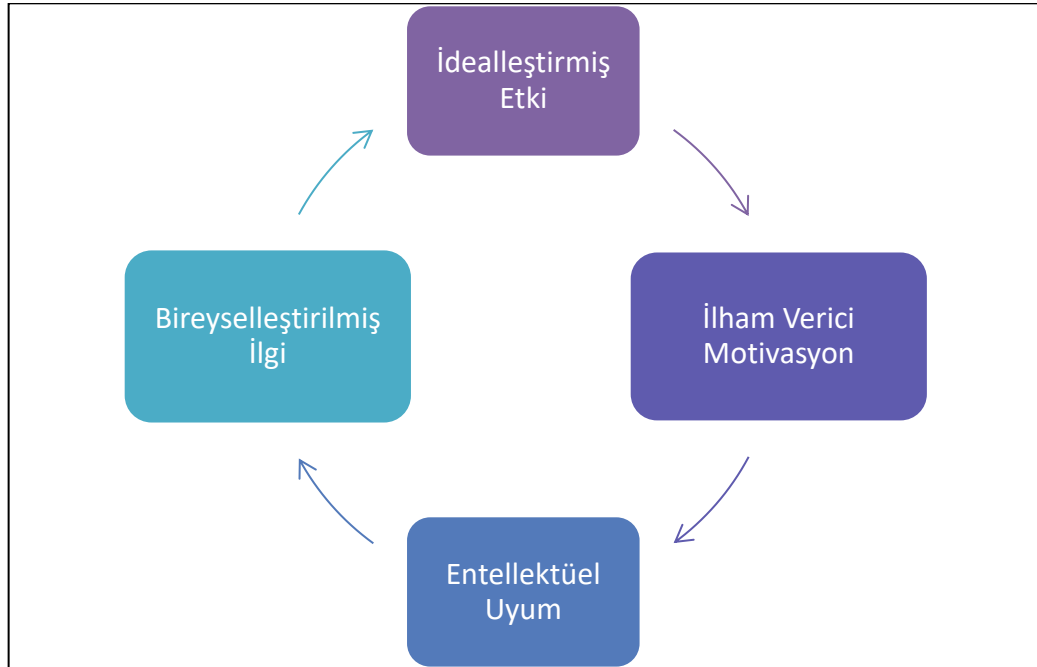 İdealleştirmiş
Etki
İlham Verici
Motivasyon
Entellektüel
Uyum
Bireyselleştirilmiş
İlgi